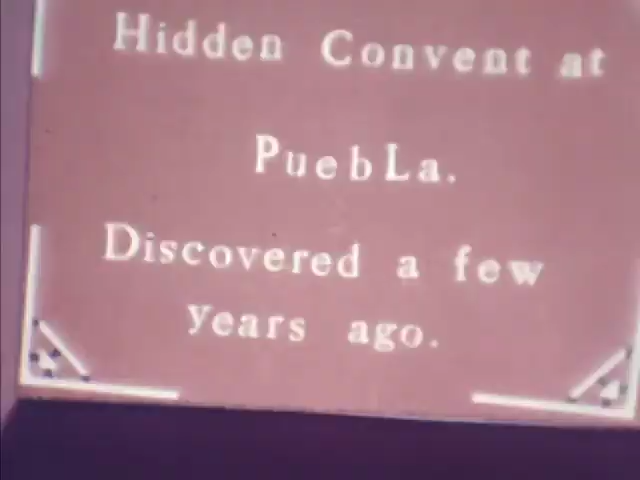 Hidden Convent at
PuebLa.
Discovered a few
years ago.